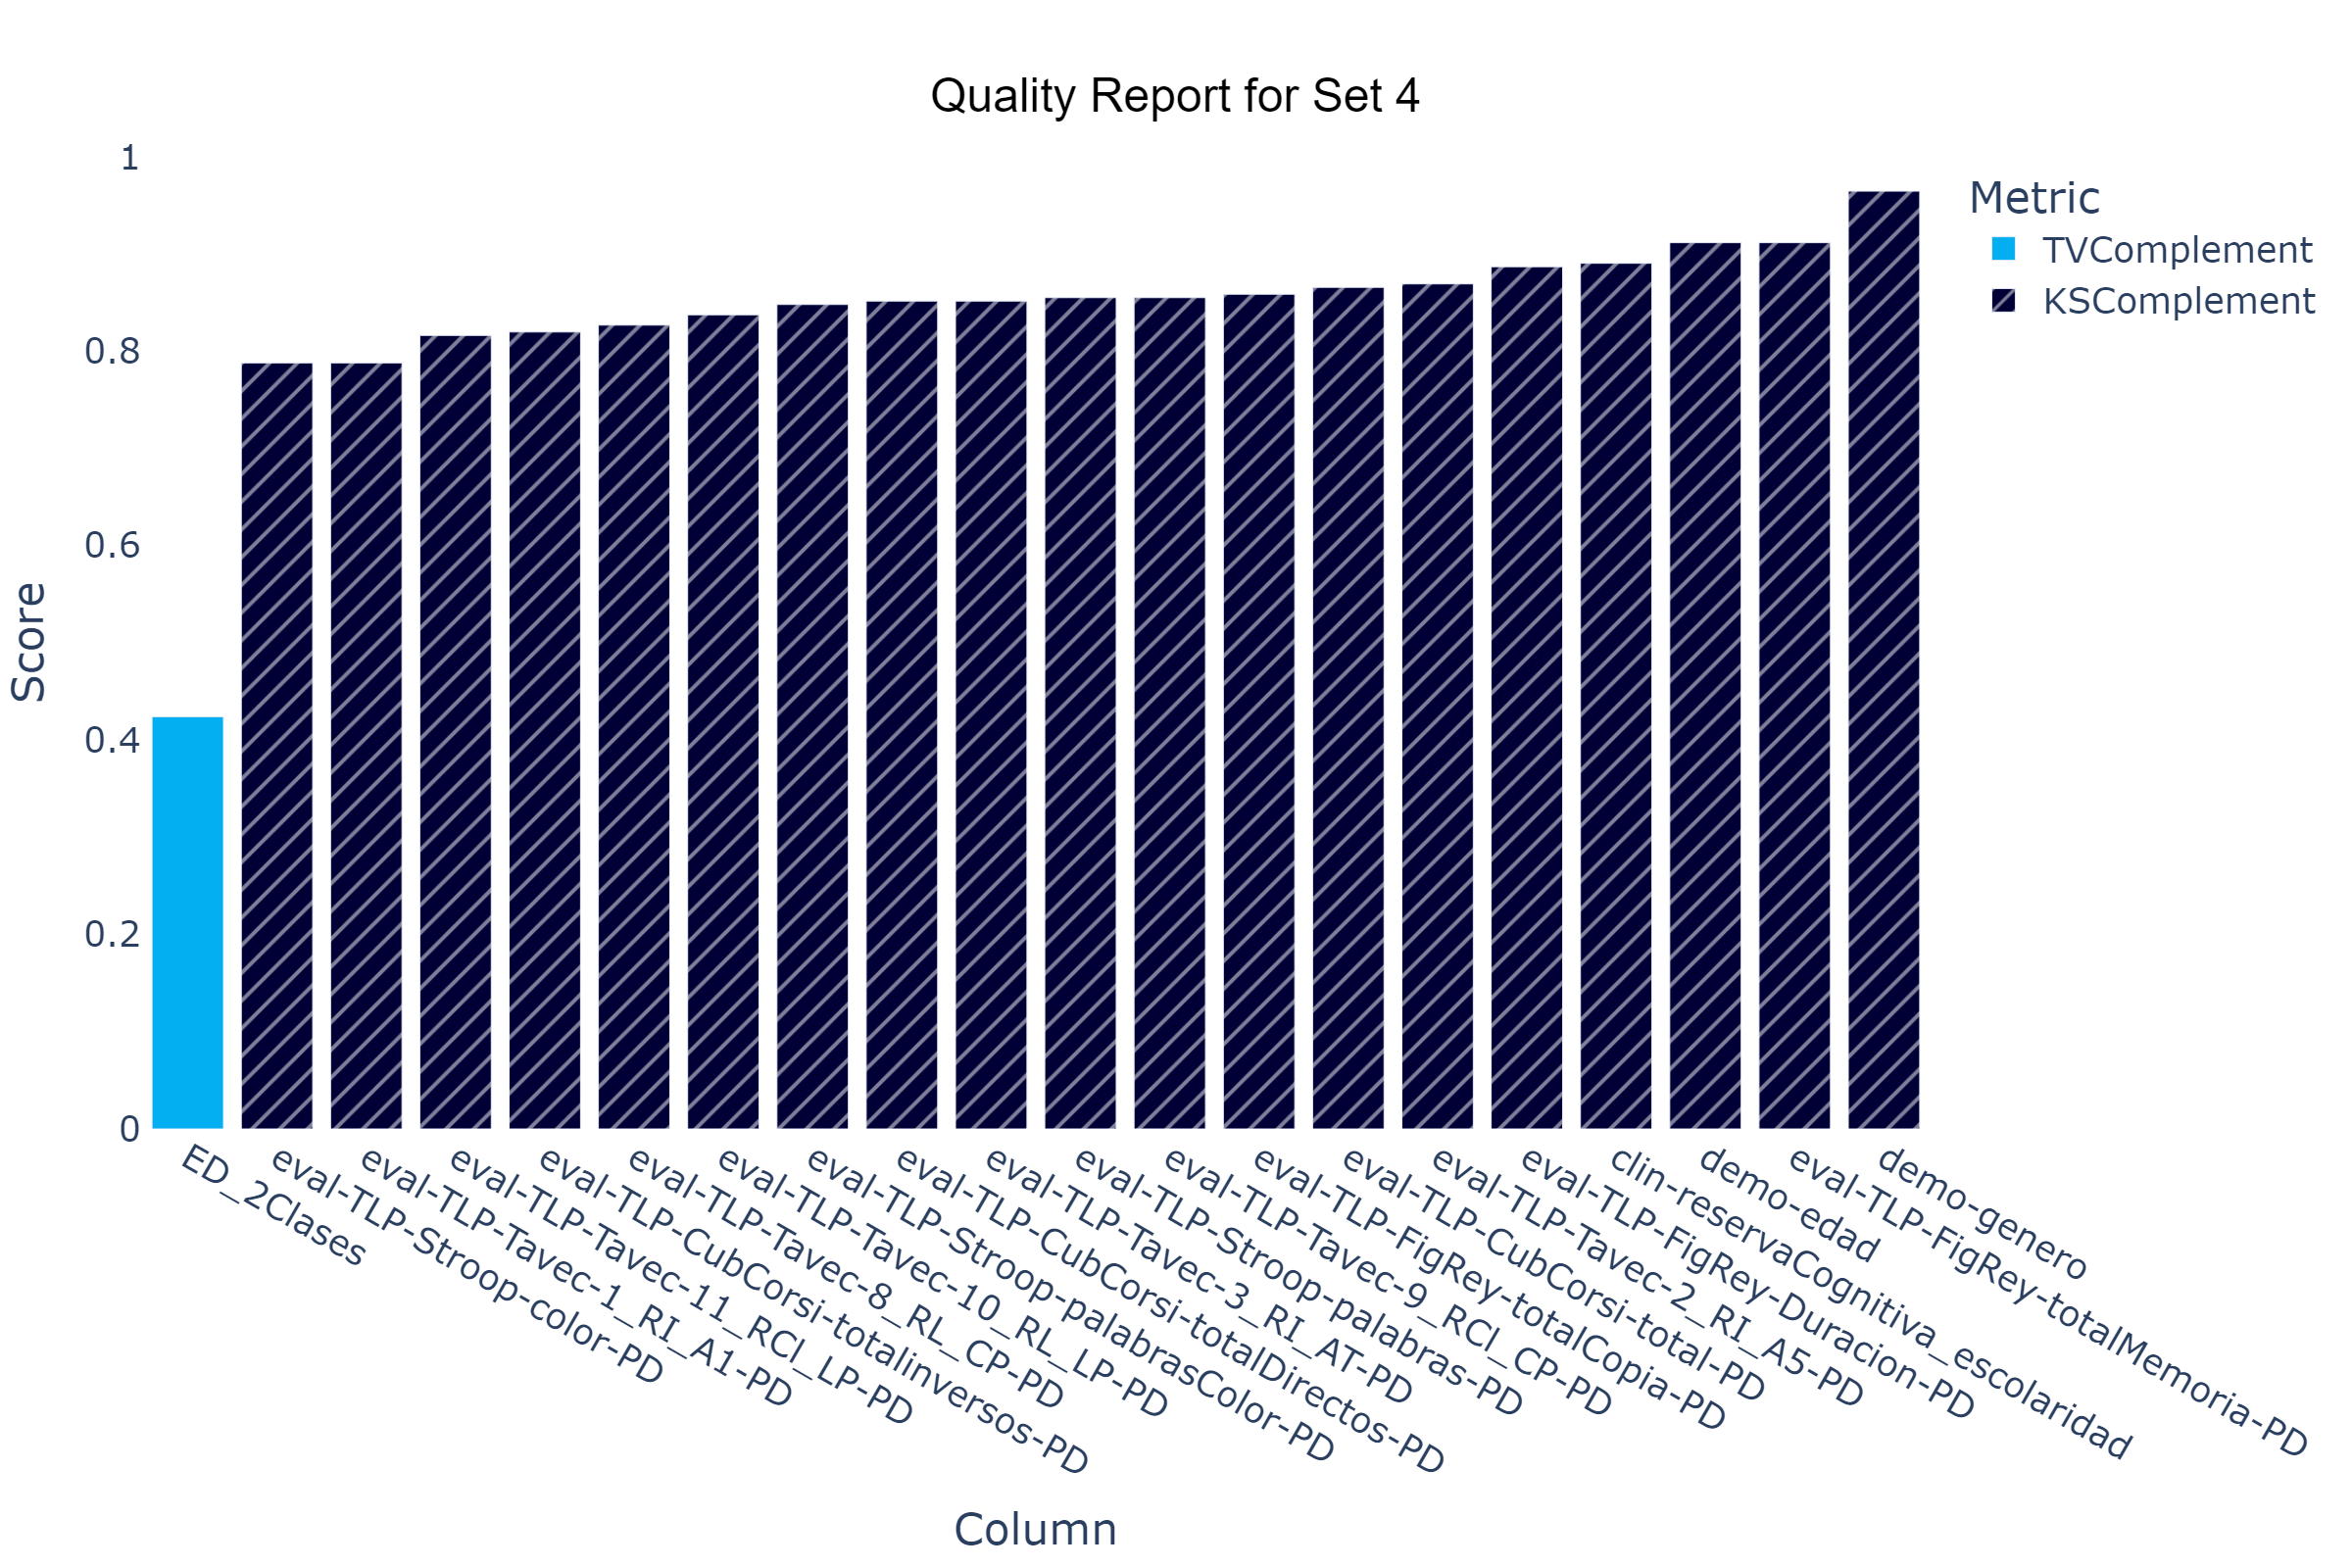 Quality Report for Set 4
1
0.8
0.6
0.4
0.2
0
Score
Metric
TVComplement
KSComplement
ED_2Clases
eval-TLP-Stroop-color-PD
eval-TLP-Tavec-1_RI_A1-PD
eval-TLP-Tavec-11_RCl_LP-PD
eval-TLP-CubCorsi-totalinversos-PD
eval-TLP-Tavec-8_RL_CP-PD
eval-TLP-Tavec-10_RL_LP-PD
eval-TLP-Stroop-palabrasColor-PD
eval-TLP-CubCorsi-totalDirectos-PD
eval-TLP-Tavec-3_RI_AT-PD
eval-TLP-Stroop-palabras-PD
eval-TLP-Tavec-9_RCl_CP-PD
eval-TLP-FigRey-totalCopia-PD
eval-TLP-CubCorsi-total-PD
eval-TLP-Tavec-2_RI_A5-PD
eval-TLP-FigRey-Duracion-PD
clin-reservaCognitiva_escolaridad
demo-edad
eval-TLP-FigRey-totalMemoria-PD
demo-genero
Column